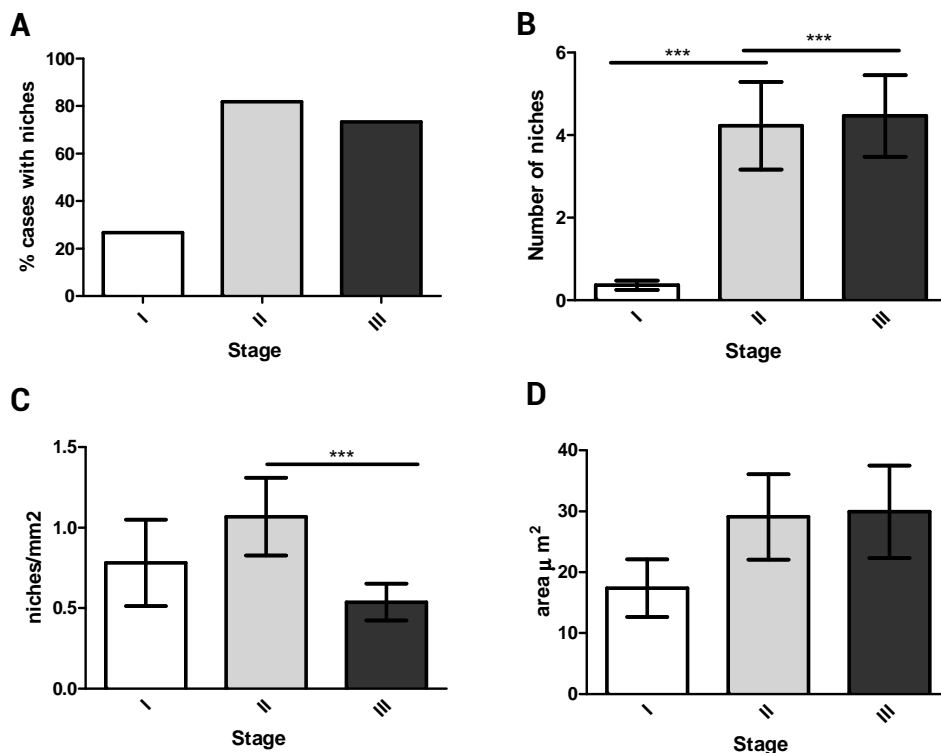 A
% cases with niches
100
80
60
40
20
0
I
II
III
Stage
B
Number of niches
6
4
2
0
***
***
I
II
III
Stage
C
niches/mm2
1.5
1.0
0.5
0.0
***
I
II
III
Stage
D
area μ m²
40
30
20
10
0
I
II
III
Stage